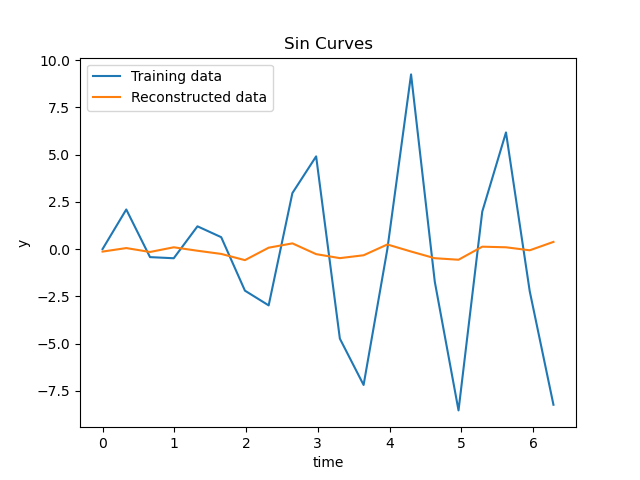 Sin Curves
Training data
Reconstructed data
10.0
7.5
5.0
2.5
0.0
−2.5
−5.0
−7.5
y
0 1 2 3 4 5 6
time